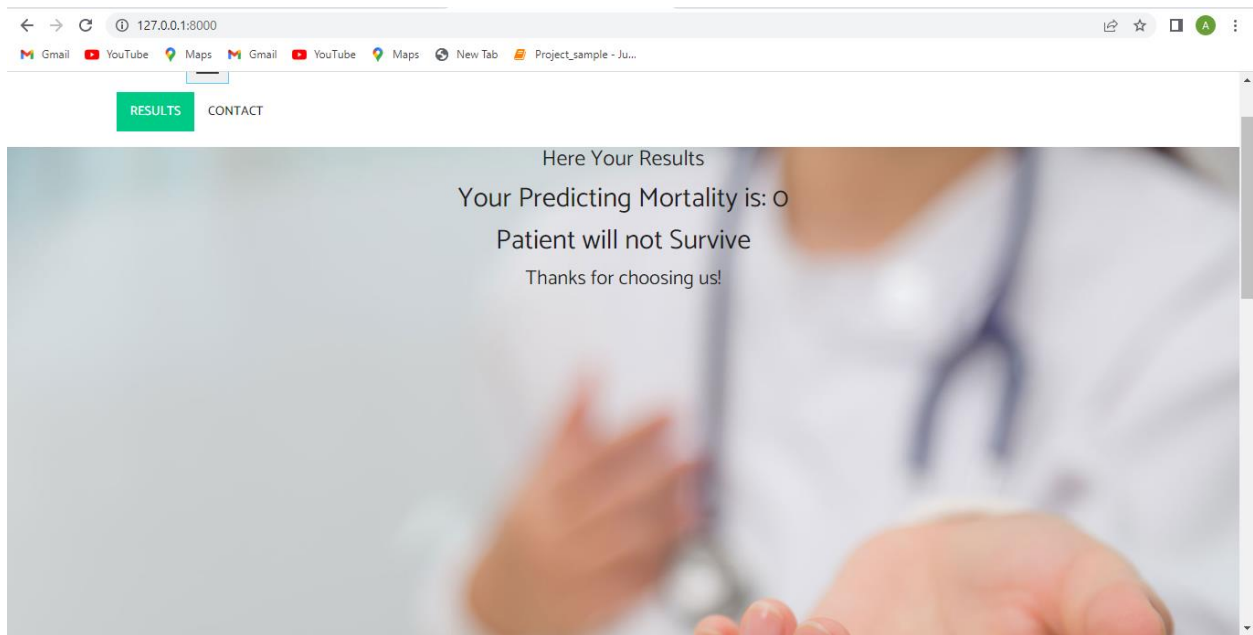 127.0.0.1:8000
Gmail YouTube Maps Gmail YouTube Maps New Tab Project_sample - Ju...
A
RESULTS CONTACT
Here Your Results
Your Predicting Mortality is: 0
Patient will not Survive
Thanks for choosing us!